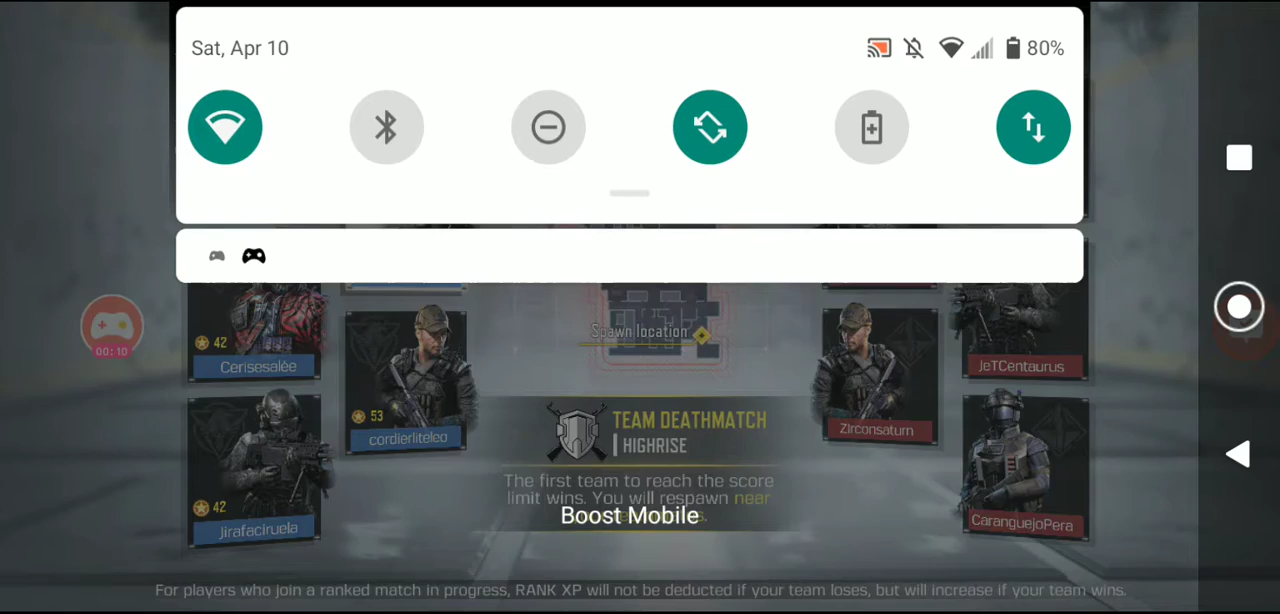 Sat, Apr 10
80%
00:10
Spawn location
42
Cerisesalée
JeTCentaurus
53
cordierliteleo
Zirconsaturn
TEAM DEATHMATCH
HIGHRISE
The first team to reach the score
limit wins. You will respawn near
Boost Mobile
42
Jirafaciruela
CaranguejoPera
For players who join a ranked match in progress, RANK XP will not be deducted if your team loses, but will increase if your team wins.